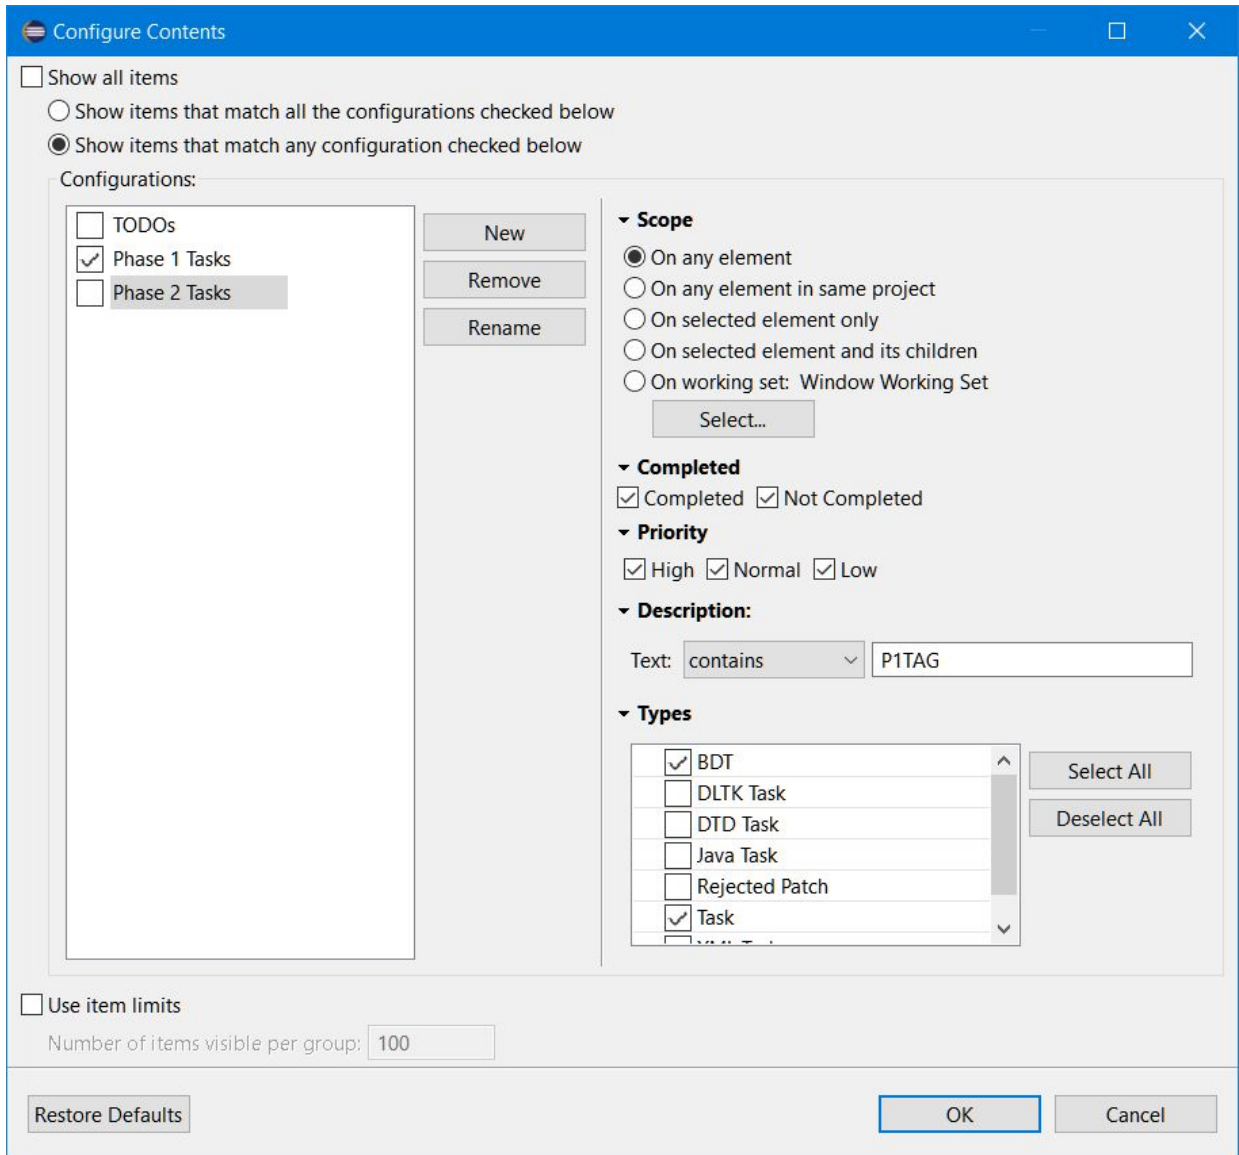 Configure Contents
Show all items
Show items that match all the configurations checked below
Show items that match any configuration checked below
Configurations:
TODOs
Phase 1 Tasks
Phase 2 Tasks
New
Remove
Rename
Scope
On any element
On any element in same project
On selected element only
On selected element and its children
On working set: Window Working Set
Select...
Completed
Completed Not Completed
Priority
High Normal Low
Description:
Text: contains P1TAG
Types
BDT
DLTK Task
DTD Task
Java Task
Rejected Patch
Task
Select All
Deselect All
Use item limits
Number of items visible per group: 100
Restore Defaults
OK
Cancel